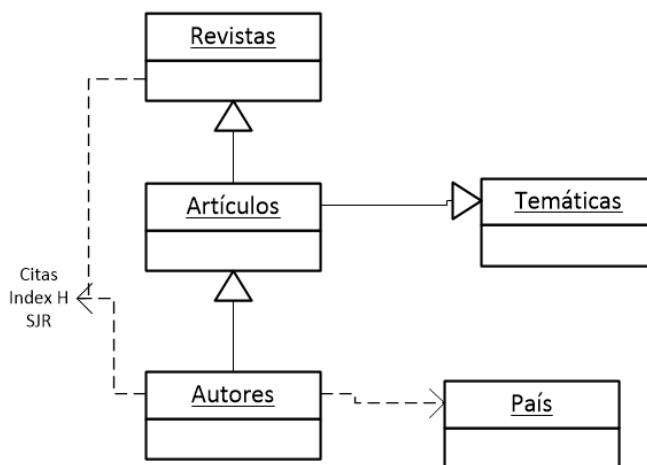 Revistas
Artículos
Temáticas
Citas
Index H
SJR
Autores
País